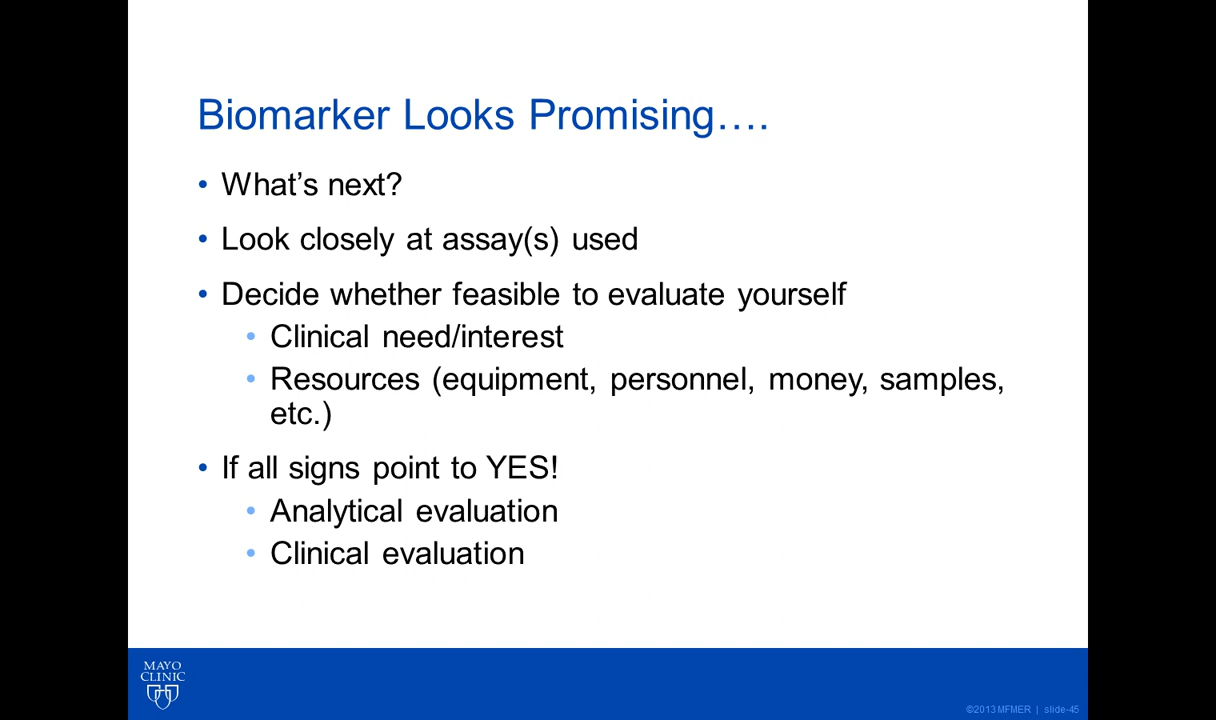 Biomarker Looks Promising….
• What’s next?
• Look closely at assay(s) used
• Decide whether feasible to evaluate yourself
• Clinical need/interest
• Resources (equipment, personnel, money, samples,
etc.)
• If all signs point to YES!
• Analytical evaluation
• Clinical evaluation
MAYO
CLINIC
©2013 MFMER | slide-45